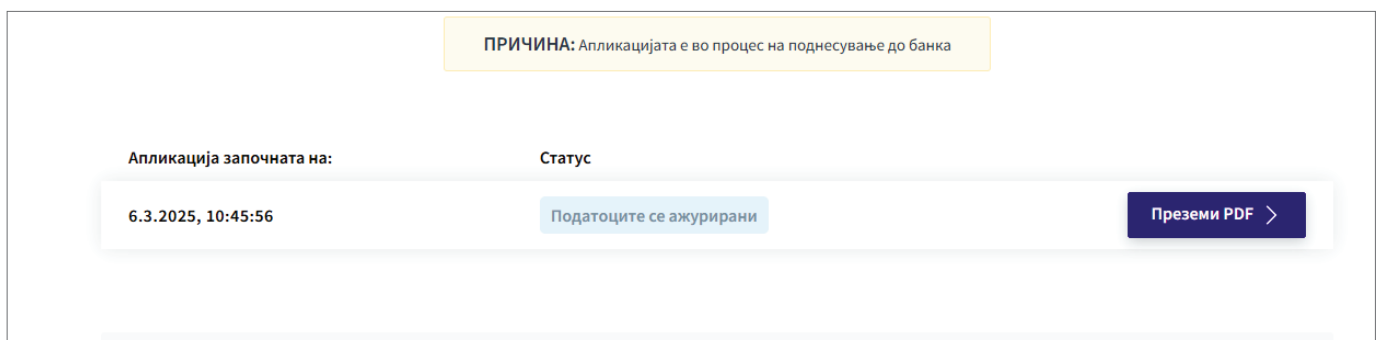 ПРИЧИНА: Апликацијата е во процес на поднесување до банка
Апликација започната на:
Статус
6.3.2025, 10:45:56
Податоците се ажурирани
Преземи PDF